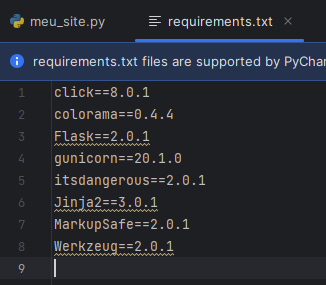 meu_site.py
requirements.txt
requirements.txt files are supported by PyChar
1 click==8.0.1
2 colorama==0.4.4
3 Flask==2.0.1
4 gunicorn==20.1.0
5 itsdangerous==2.0.1
6 Jinja2==3.0.1
7 MarkupSafe==2.0.1
8 Werkzeug==2.0.1
9